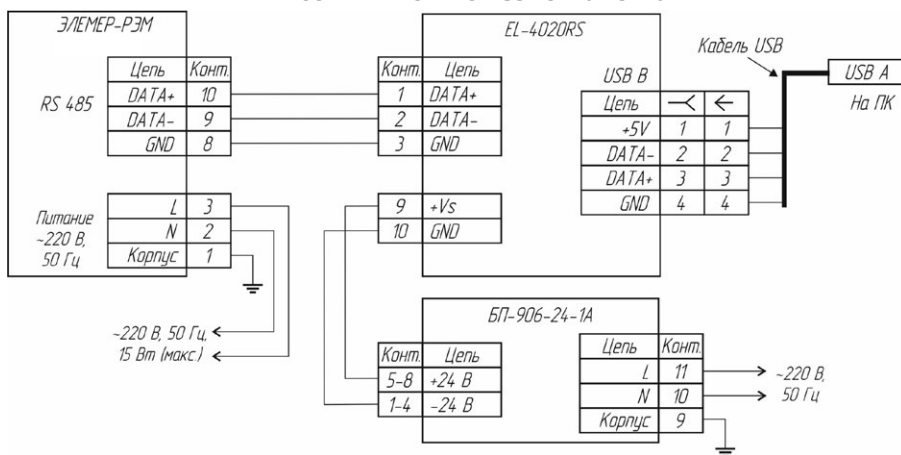 ЭЛЕМЕР-РЭМ
RS 485
Цепь Конт.
DATA+ 10
DATA- 9
GND 8
Питание
~220 В,
50 Гц
L 3
N 2
Корпус 1
~220 В, 50 Гц,
15 Вт (макс.)
EL-4020RS
Конт. Цепь
1 DATA+
2 DATA-
3 GND
9 +Vs
10 GND
USB B
Цепь
+5V 1 1
DATA- 2 2
DATA+ 3 3
GND 4 4
Кабель USB
USB A
На ПК
БП-906-24-1А
Конт. Цепь
5-8 +24 В
1-4 -24 В
Цепь Конт.
L 11
N 10
Корпус 9
~220 В,
50 Гц